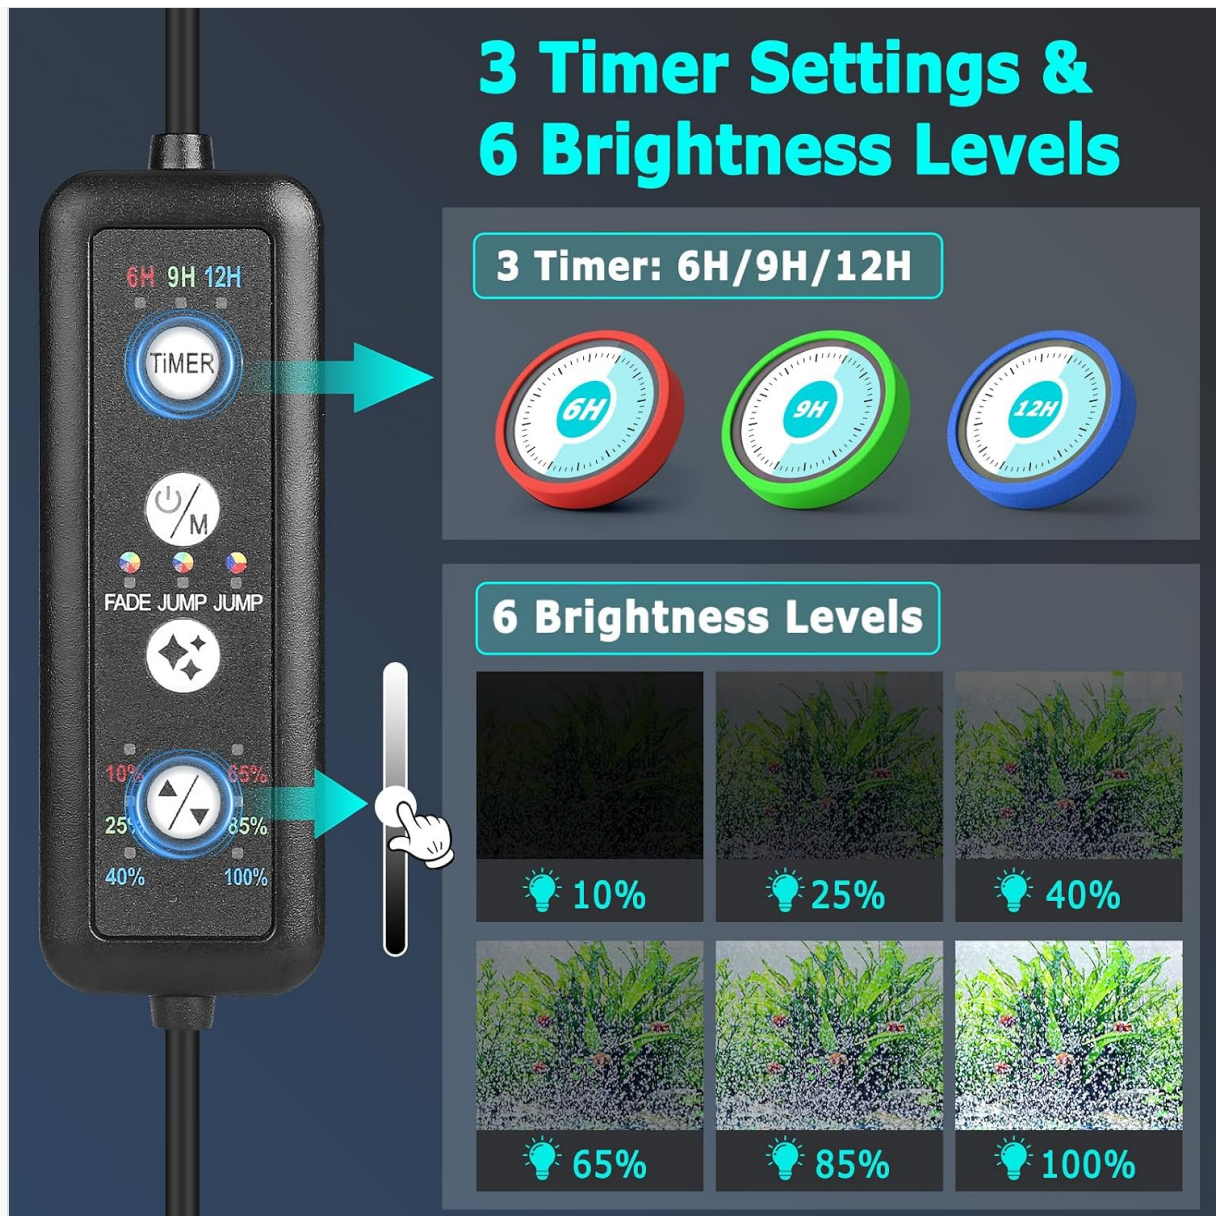 3 Timer Settings &
6 Brightness Levels
6H 9H 12H
TiMER
M
FADE JUMP JUMP
10% 65%
25% 85%
40% 100%
3 Timer: 6H/9H/12H
6H 9H 12H
6 Brightness Levels
10% 25% 40%
65% 85% 100%